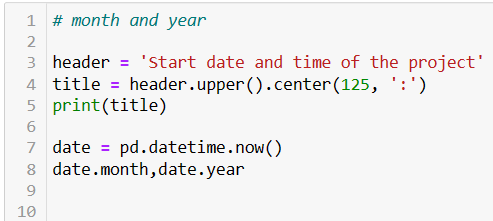 1 # month and year
2
3 header = 'Start date and time of the project'
4 title = header.upper().center(125, ':')
5 print(title)
6
7 date = pd.datetime.now()
8 date.month,date.year
9
10